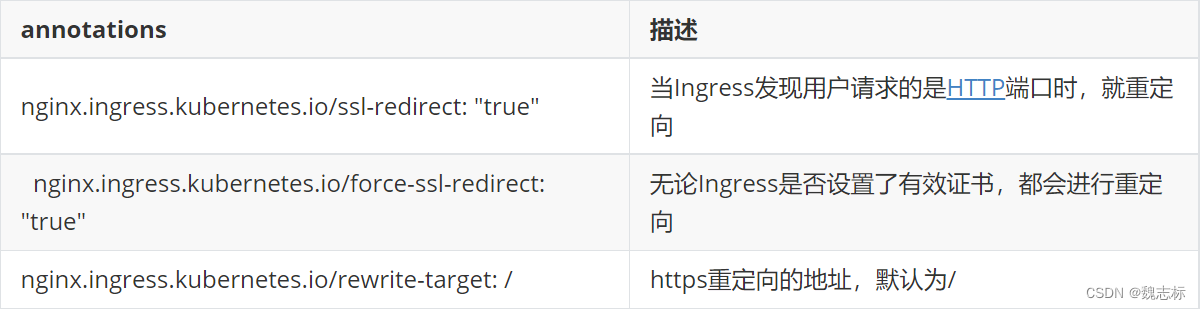 annotations 描述
nginx.ingress.kubernetes.io/ssl-redirect: "true"
当Ingress发现用户请求的是HTTP端口时，就重定
向
nginx.ingress.kubernetes.io/force-ssl-redirect:
"true"
无论Ingress是否设置了有效证书，都会进行重定
向
nginx.ingress.kubernetes.io/rewrite-target: /
https重定向的地址，默认为/
CSDN @魏志标